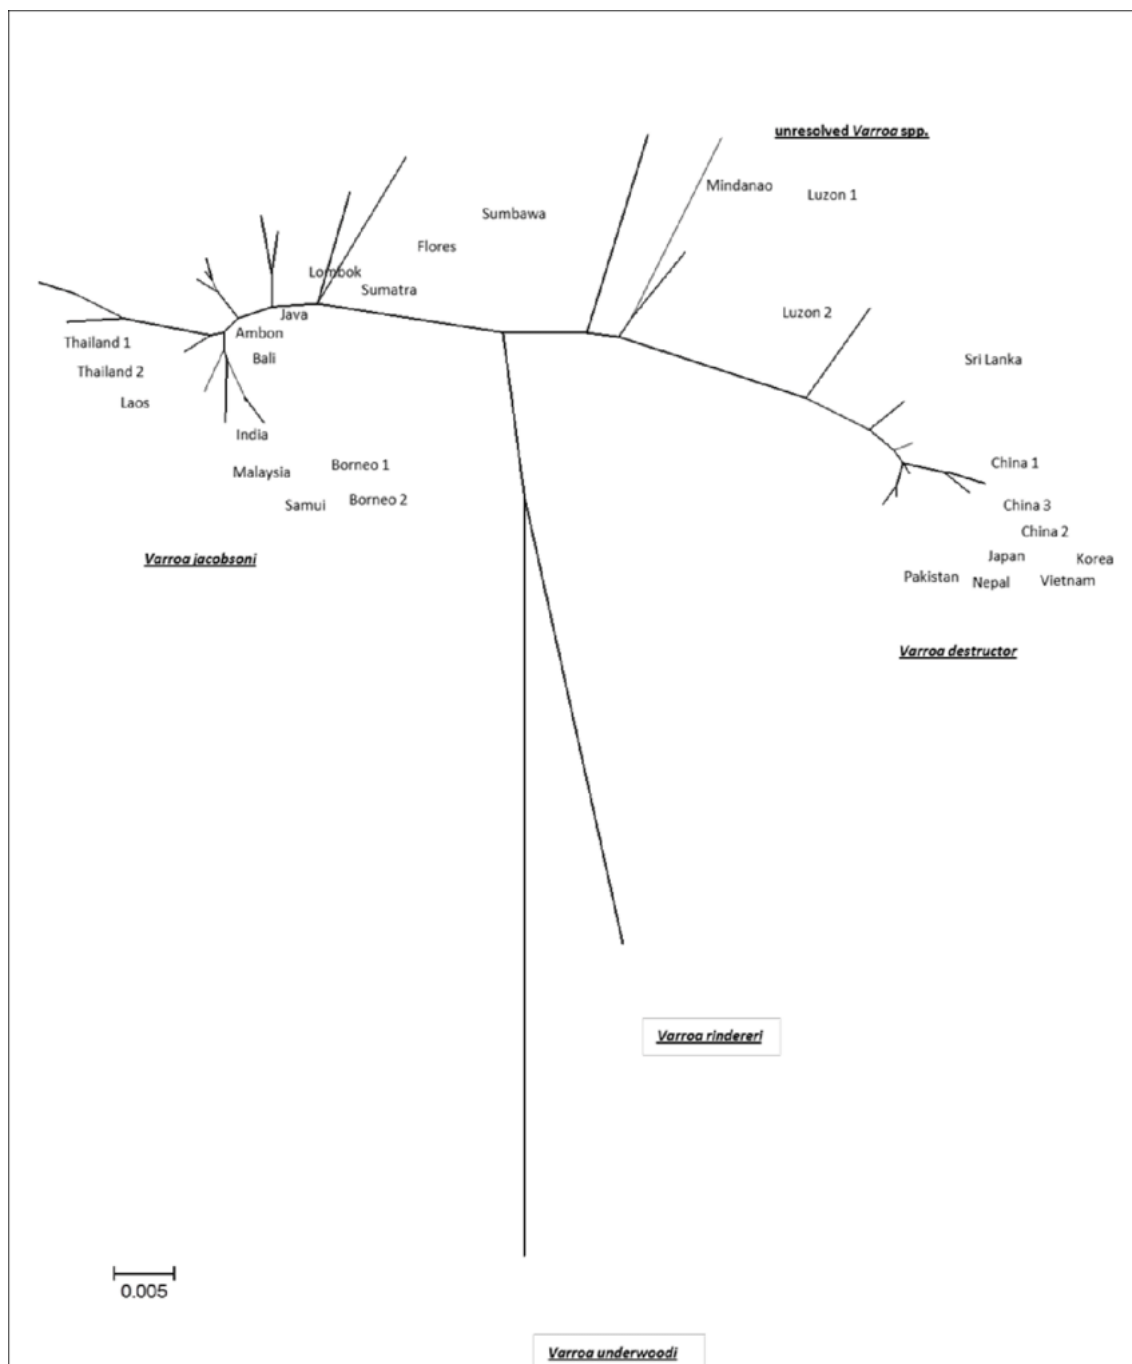 unresolved Varroa spp.
Mindanao
Luzon 1
Sumbawa
Flores
Lombok
Sumatra
Java
Luzon 2
Ambon
Thailand 1
Bali
Sri Lanka
Thailand 2
Laos
India
Borneo 1
China 1
Malaysia
Borneo 2
Samui
China 3
China 2
Varroa jacobsoni
Japan
Korea
Pakistan
Nepal
Vietnam
Varroa destructor
Varroa rindereri
0.005
Varroa underwoodi